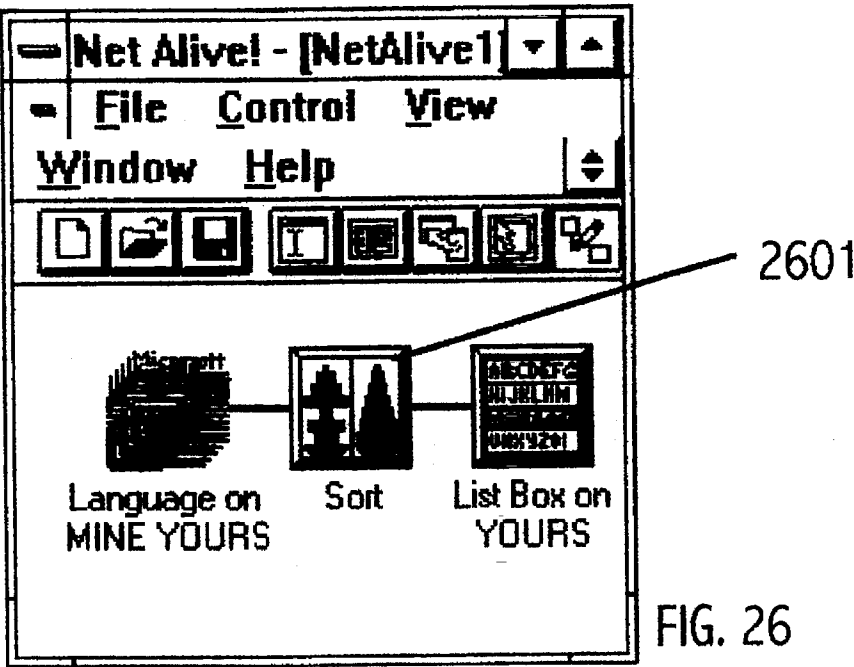 Net Alive! - [NetAlive1]
File Control View
Window Help
2601
Microsoft
Language on
MINE YOURS
Sort
List Box on
YOURS
FIG. 26